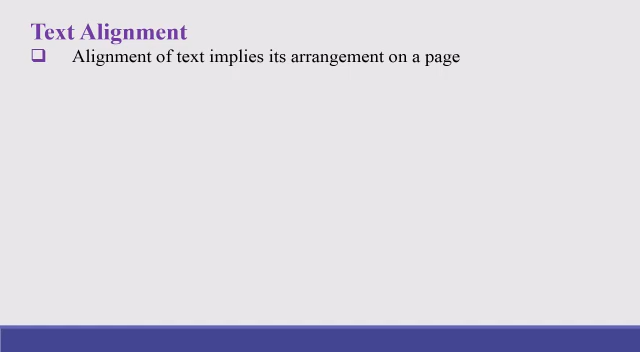 Text Alignment
❑ Alignment of text implies its arrangement on a page